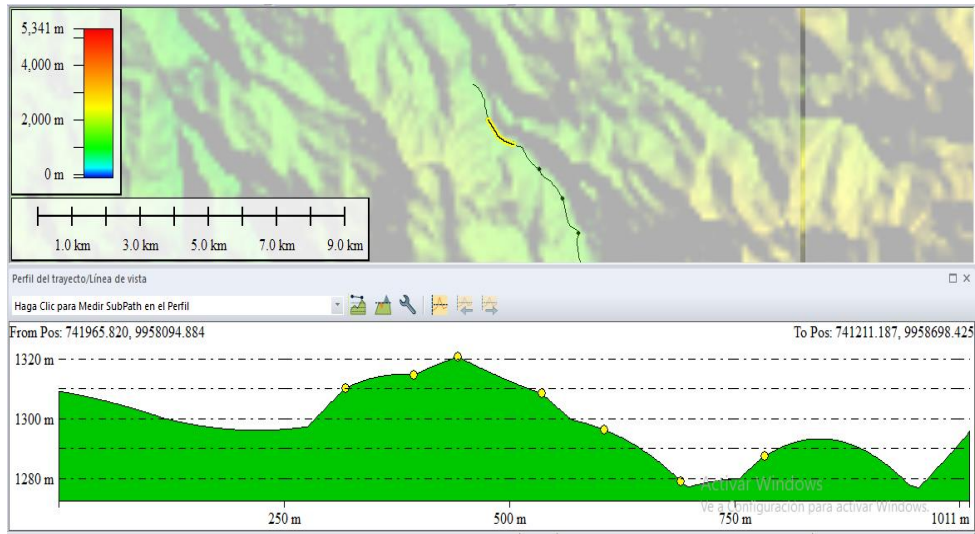 5,341 m
4,000 m
2,000 m
0 m
1.0 km 3.0 km 5.0 km 7.0 km 9.0 km
Perfil del trayecto/Línea de vista
Haga Clic para Medir SubPath en el Perfil
From Pos: 741965.820, 9958094.884 To Pos: 741211.187, 9958698.425
1320 m
1300 m
1280 m
Activar Windows
Ve a Configuración para activar Windows.
250 m 500 m 750 m 1011 m